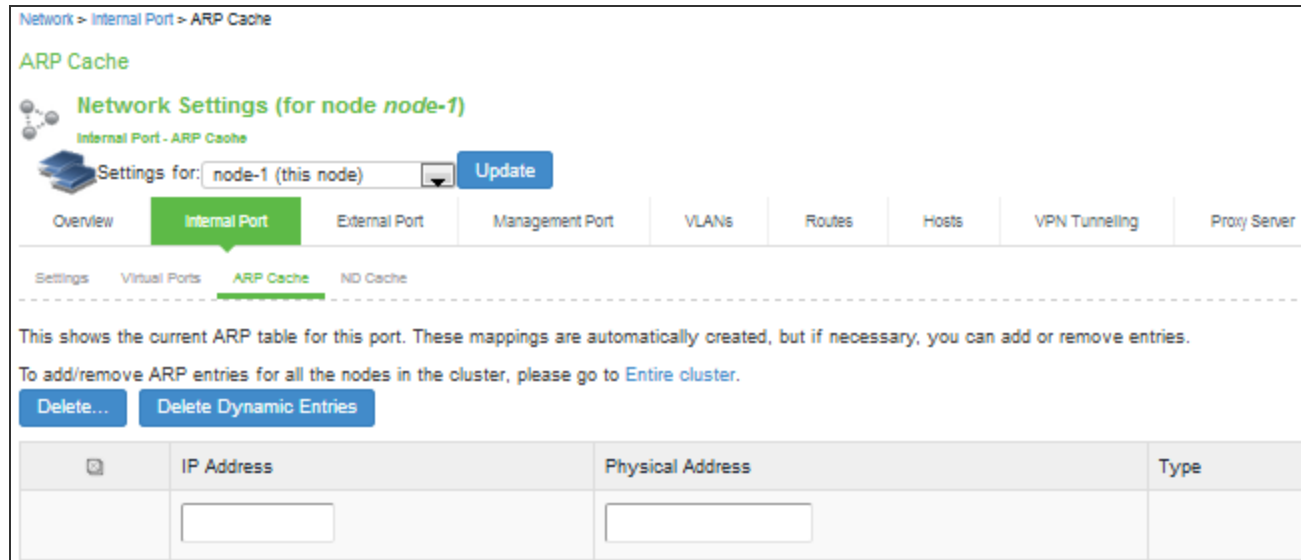 Network > Internal Port > ARP Cache
ARP Cache
Network Settings (for node node-1)
Internal Port - ARP Cache
Settings for: node-1 (this node) Update
Overview Internal Port External Port Management Port VLANs Routes Hosts VPN Tunneling Proxy Server
Settings Virtual Ports ARP Cache ND Cache
This shows the current ARP table for this port. These mappings are automatically created, but if necessary, you can add or remove entries.
To add/remove ARP entries for all the nodes in the cluster, please go to Entire cluster.
Delete... Delete Dynamic Entries
IP Address Physical Address Type